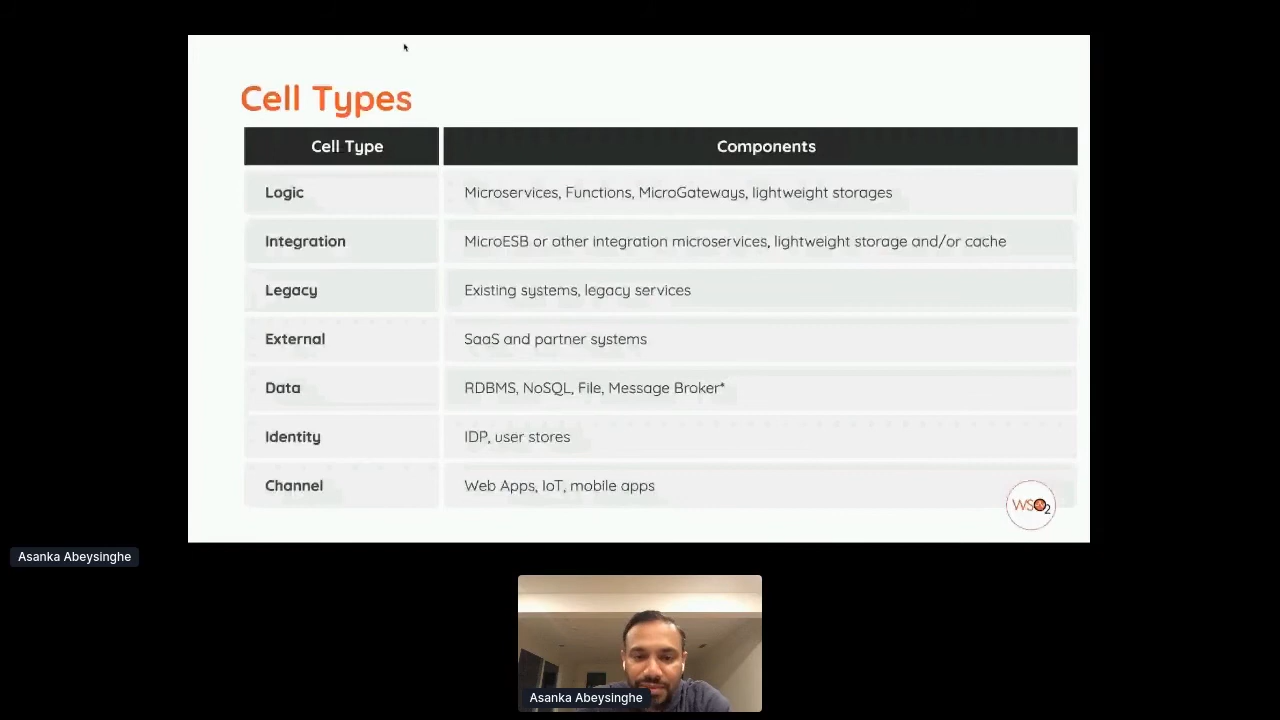 Cell Types
Cell Type Components
Logic Microservices, Functions, MicroGateways, lightweight storages
Integration MicroESB or other integration microservices, lightweight storage and/or cache
Legacy Existing systems, legacy services
External SaaS and partner systems
Data RDBMS, NoSQL, File, Message Broker*
Identity IDP, user stores
Channel Web Apps, IoT, mobile apps
WSO2
Asanka Abeysinghe
Asanka Abeysinghe